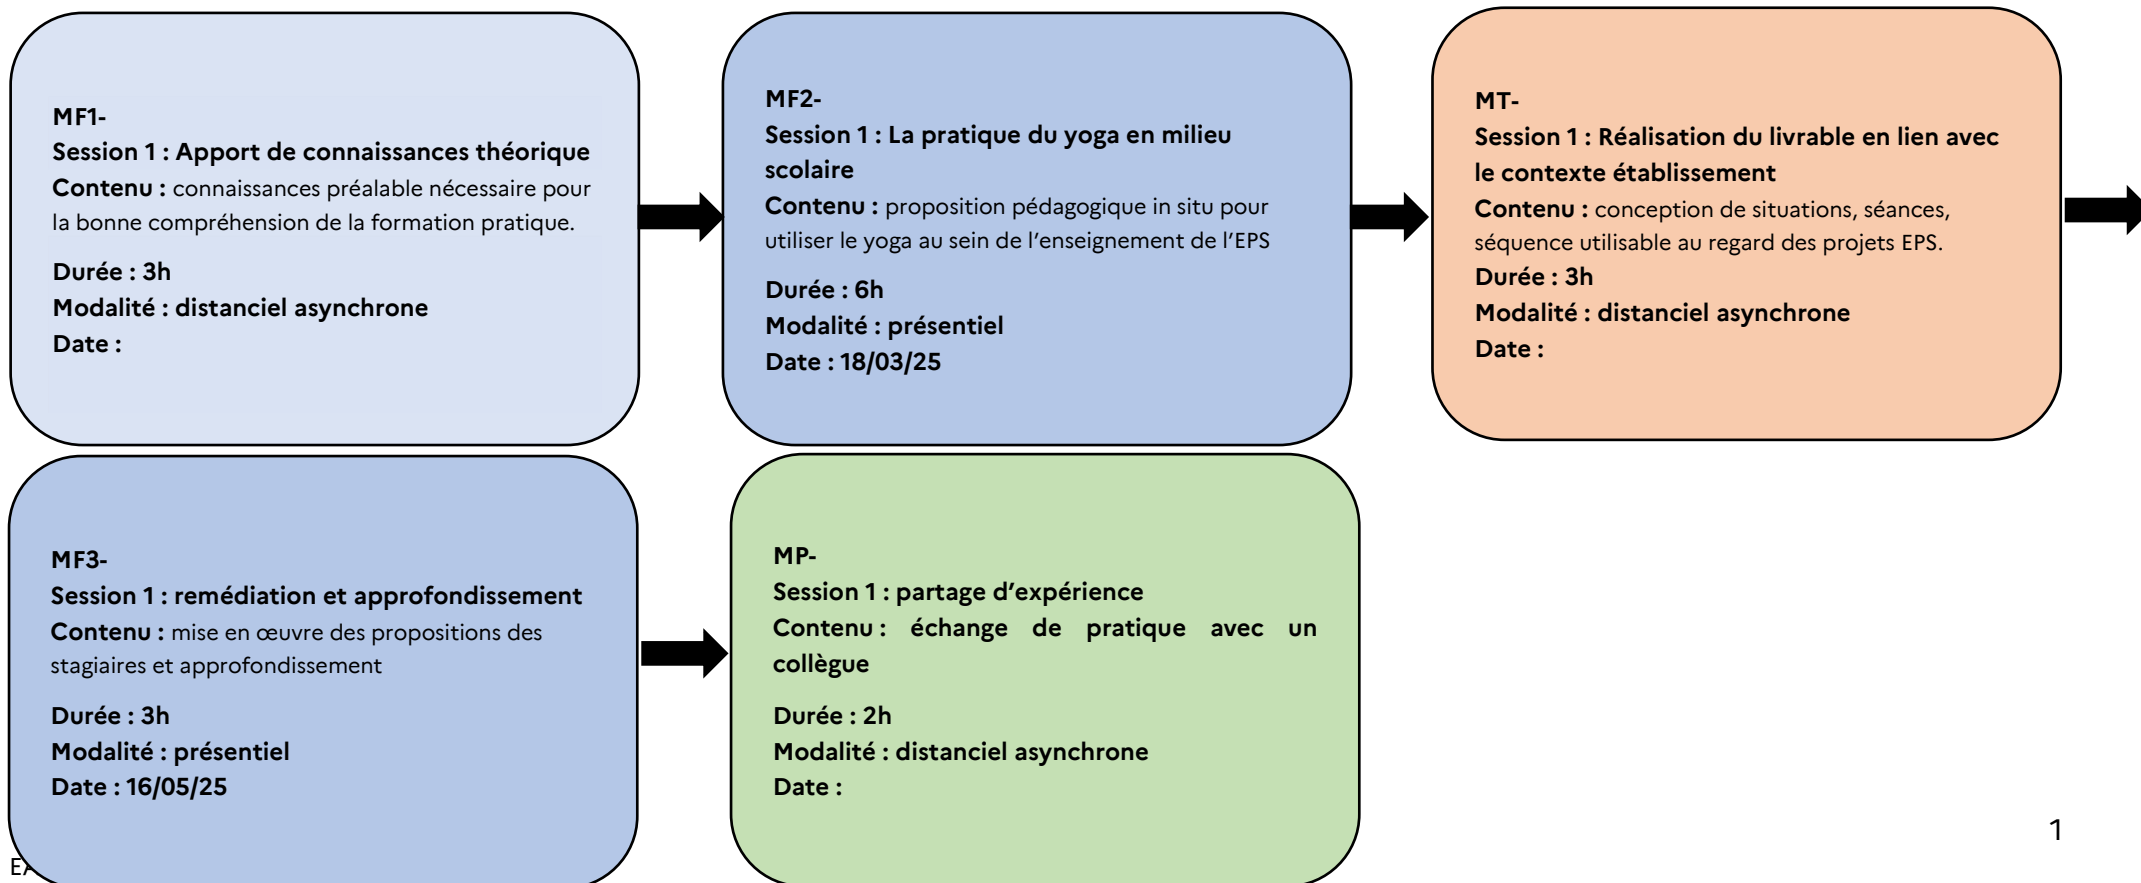 MF1-
Session 1 : Apport de connaissances théorique
Contenu : connaissances préalable nécessaire pour
la bonne compréhension de la formation pratique.
Durée : 3h
Modalité : distanciel asynchrone
Date :
MF2-
Session 1 : La pratique du yoga en milieu
scolaire
Contenu : proposition pédagogique in situ pour
utiliser le yoga au sein de l’enseignement de l’EPS
Durée : 6h
Modalité : présentiel
Date : 18/03/25
MT-
Session 1 : Réalisation du livrable en lien avec
le contexte établissement
Contenu : conception de situations, séances,
séquence utilisable au regard des projets EPS.
Durée : 3h
Modalité : distanciel asynchrone
Date :
MF3-
Session 1 : remédiation et approfondissement
Contenu : mise en œuvre des propositions des
stagiaires et approfondissement
Durée : 3h
Modalité : présentiel
Date : 16/05/25
MP-
Session 1 : partage d’expérience
Contenu : échange de pratique avec un
collègue
Durée : 2h
Modalité : distanciel asynchrone
Date :
1